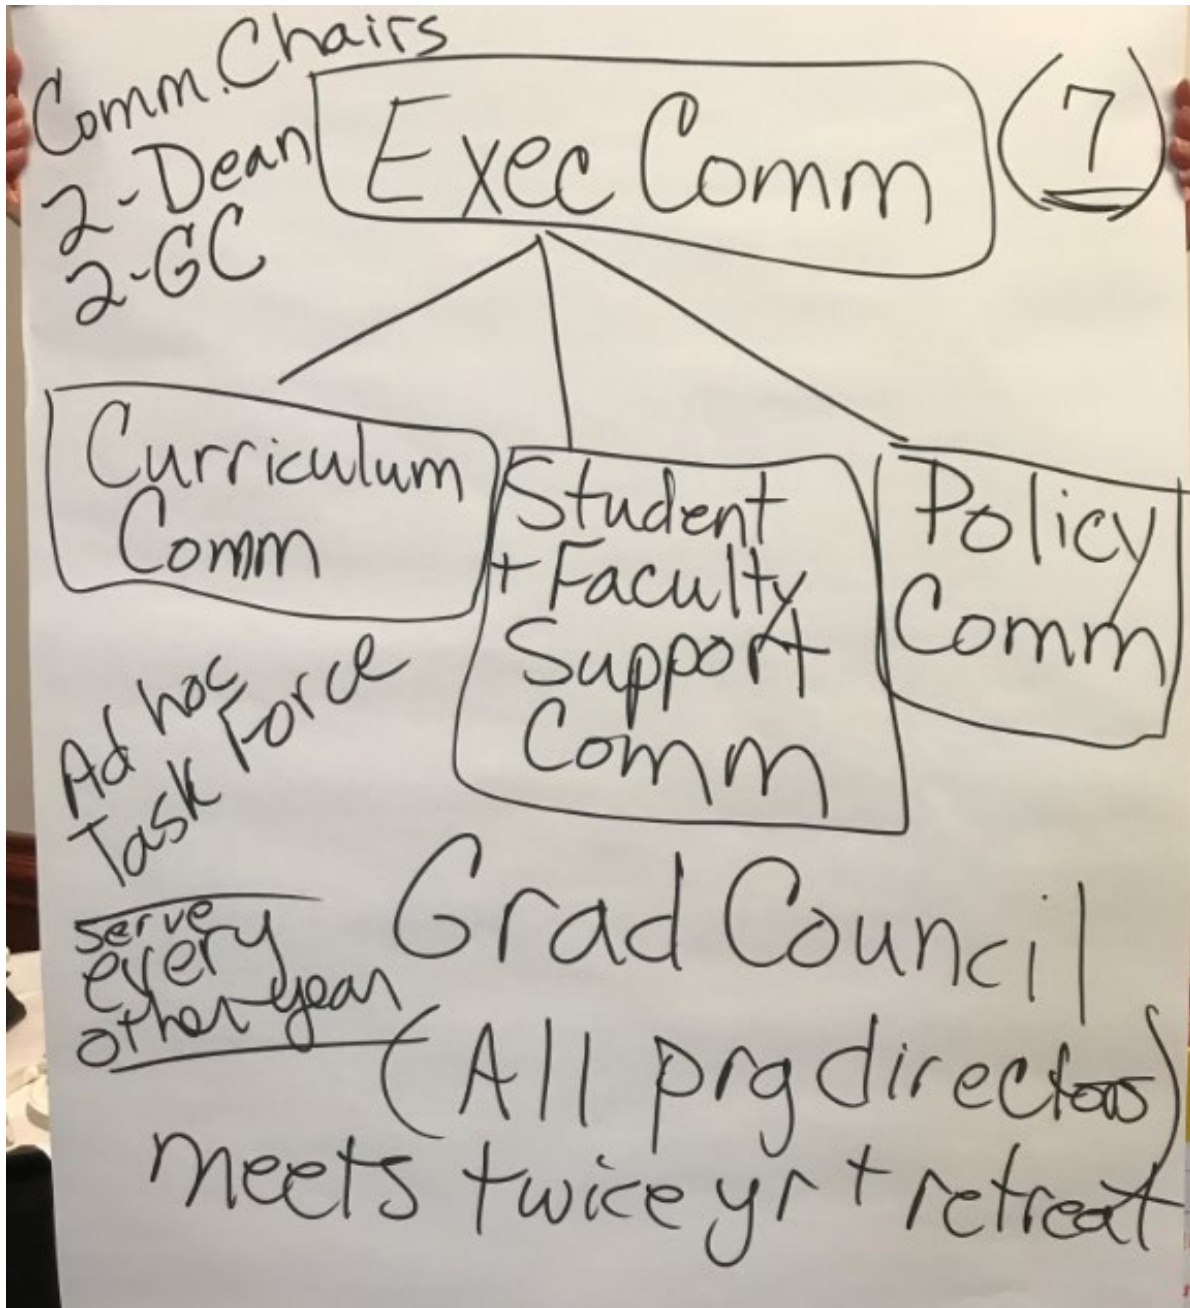 Comm. Chairs
2-Dean
2-GC
Exec Comm
(7)
Curriculum
Comm
Student
+ Faculty
Support
Comm
Policy
Comm
Ad hoc
Task Force
serve
every
other year
Grad Council
(All prg directors)
meets twice yr + retreat